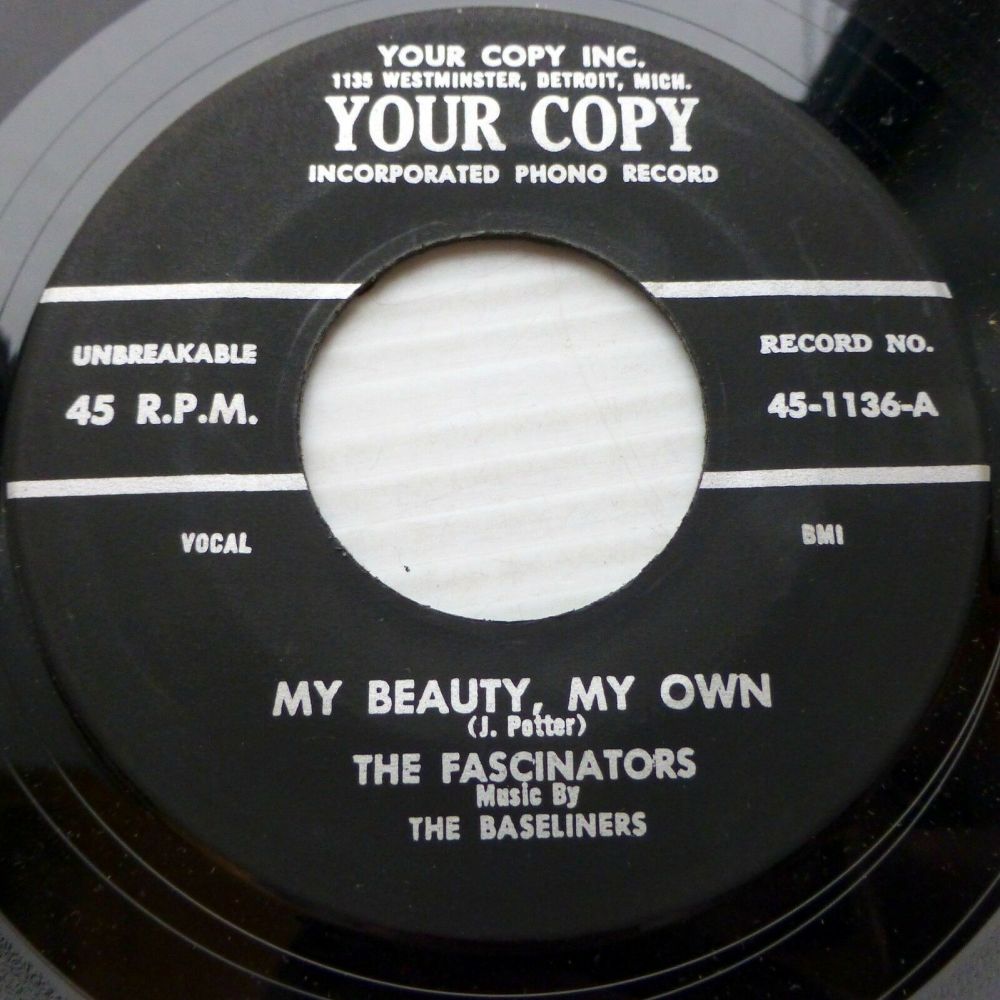 YOUR COPY INC.
1135 WESTMINSTER, DETROIT, MICH.
YOUR COPY
INCORPORATED PHONO RECORD
UNBREAKABLE
45 R.P.M.
RECORD NO.
45-1136-A
VOCAL
BMI
MY BEAUTY, MY OWN
(J. Potter)
THE FASCINATORS
Music By
THE BASELINERS